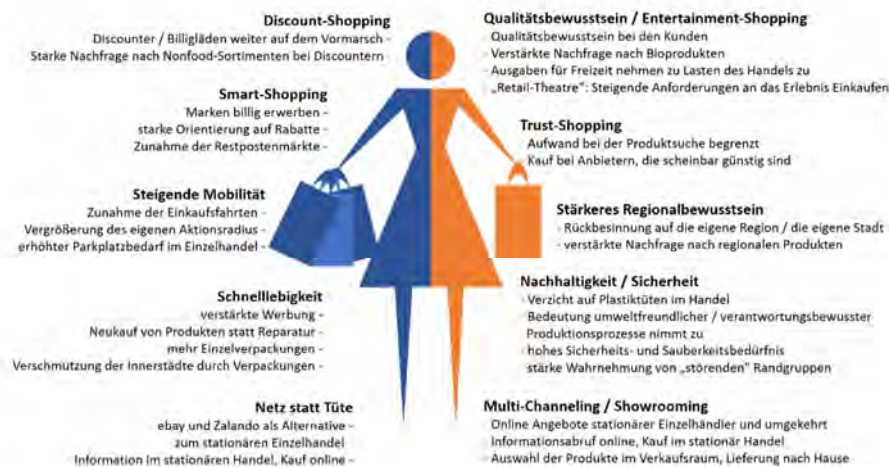 Discount-Shopping
Discounter / Billigläden weiter auf dem Vormarsch -
Starke Nachfrage nach Nonfood-Sortimenten bei Discountern -
Smart-Shopping
Marken billig erwerben -
starke Orientierung auf Rabatte -
Zunahme der Restpostenmärkte -
Steigende Mobilität
Zunahme der Einkaufsfahrten -
Vergrößerung des eigenen Aktionsradius -
erhöhter Parkplatzbedarf im Einzelhandel -
Schnelllebigkeit
verstärkte Werbung -
Neukauf von Produkten statt Reparatur -
mehr Einzelverpackungen -
Verschmutzung der Innerstädte durch Verpackungen -
Netz statt Tüte
ebay und Zalando als Alternative -
zum stationären Einzelhandel
Information im stationären Handel, Kauf online -
Qualitätsbewusstsein / Entertainment-Shopping
- Qualitätsbewusstsein bei den Kunden
- Verstärkte Nachfrage nach Bioprodukten
- Ausgaben für Freizeit nehmen zu Lasten des Handels zu
- „Retail-Theatre“: Steigende Anforderungen an das Erlebnis Einkaufen
Trust-Shopping
- Aufwand bei der Produktsuche begrenzt
- Kauf bei Anbietern, die scheinbar günstig sind
Stärkeres Regionalbewusstsein
- Rückbesinnung auf die eigene Region / die eigene Stadt
- verstärkte Nachfrage nach regionalen Produkten
Nachhaltigkeit / Sicherheit
- Verzicht auf Plastiktüten im Handel
- Bedeutung umweltfreundlicher / verantwortungsbewusster
Produktionsprozesse nimmt zu
- hohes Sicherheits- und Sauberkeitsbedürfnis
- stärke Wahrnehmung von „störenden“ Randgruppen
Multi-Channeling / Showrooming
- Online Angebote stationärer Einzelhändler und umgekehrt
- Informationsabruf online, Kauf im stationär Handel
- Auswahl der Produkte im Verkaufsraum, Lieferung nach Hause